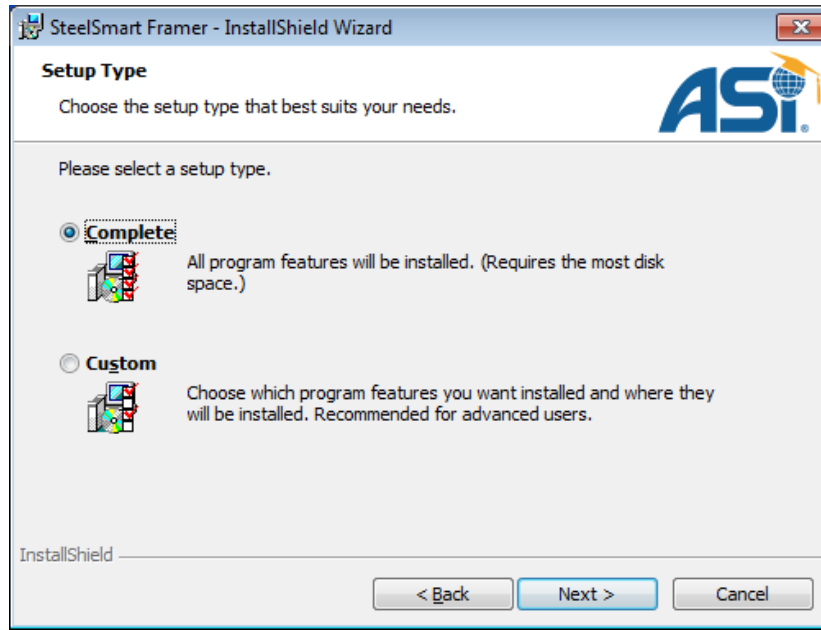 SteelSmart Framer - InstallShield Wizard
Setup Type
Choose the setup type that best suits your needs.
ASi®
Please select a setup type.
Complete
All program features will be installed. (Requires the most disk
space.)
Custom
Choose which program features you want installed and where they
will be installed. Recommended for advanced users.
InstallShield
< Back Next > Cancel